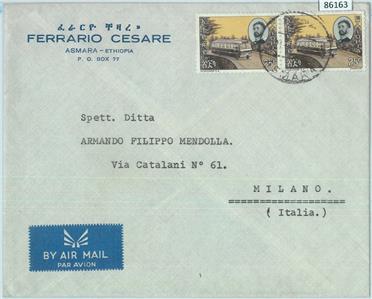 86163
ፌራርዮ ቸዛሬ
FERRARIO CESARE
ASMARA - ETHIOPIA
P. O. BOX 77
Spett. Ditta
ARMANDO FILIPPO MENDOLLA.
Via Catalani N° 61.
MILANO.
( Italia.)
BY AIR MAIL
PAR AVION